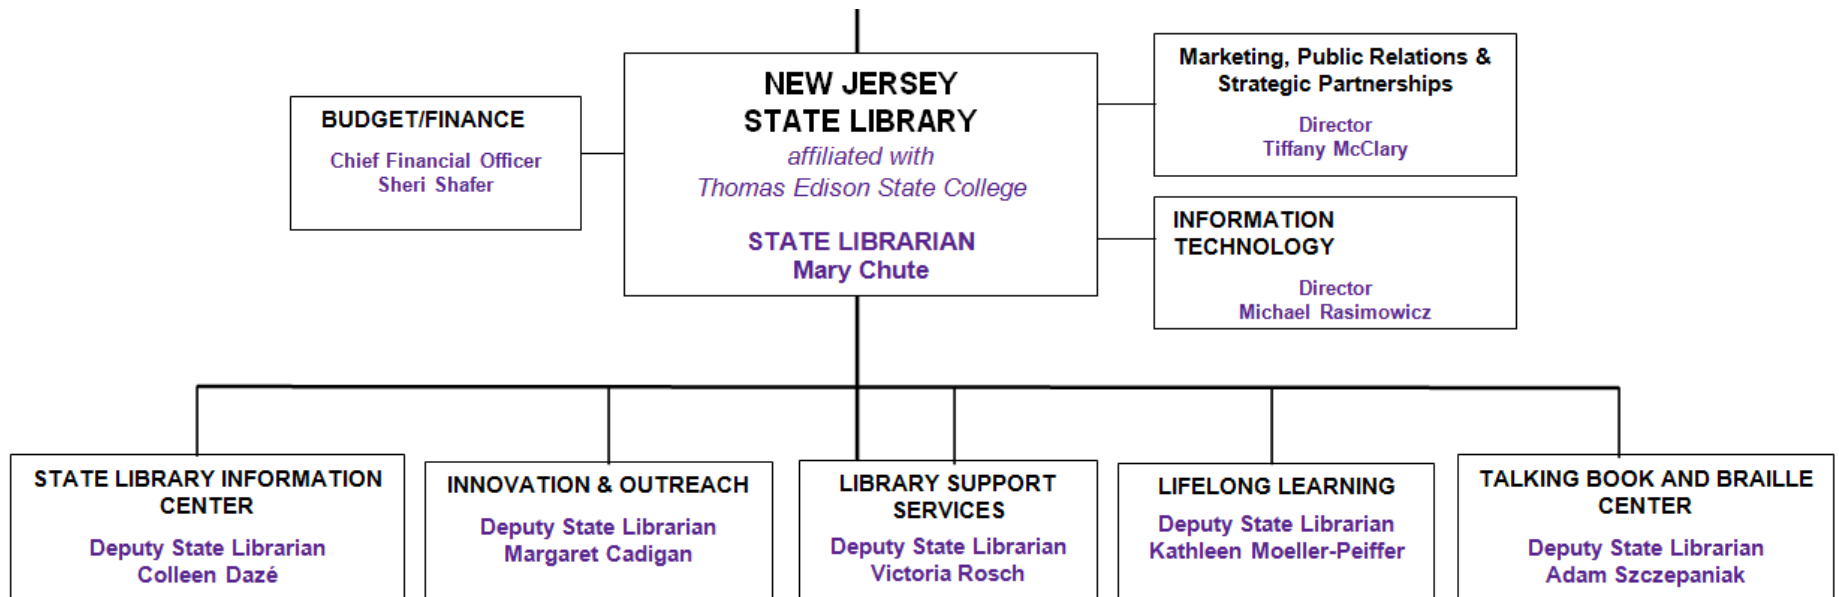 NEW JERSEY
STATE LIBRARY
affiliated with
Thomas Edison State College
STATE LIBRARIAN
Mary Chute
BUDGET/FINANCE
Chief Financial Officer
Sheri Shafer
Marketing, Public Relations &
Strategic Partnerships
Director
Tiffany McClary
INFORMATION
TECHNOLOGY
Director
Michael Rasimowicz
STATE LIBRARY INFORMATION
CENTER
Deputy State Librarian
Colleen Dazé
INNOVATION & OUTREACH
Deputy State Librarian
Margaret Cadigan
LIBRARY SUPPORT
SERVICES
Deputy State Librarian
Victoria Rosch
LIFELONG LEARNING
Deputy State Librarian
Kathleen Moeller-Peiffer
TALKING BOOK AND BRAILLE
CENTER
Deputy State Librarian
Adam Szczepaniak